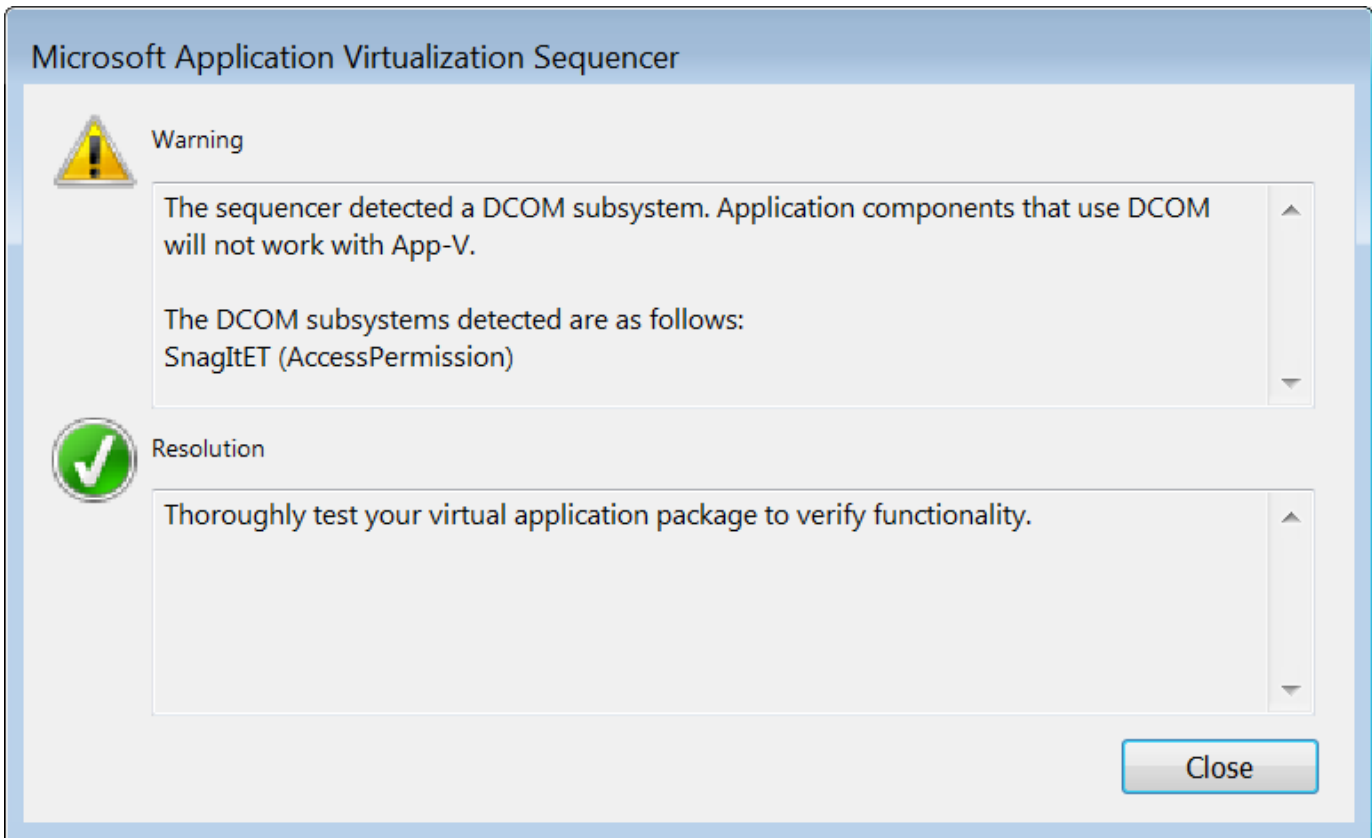 Microsoft Application Virtualization Sequencer
Warning
The sequencer detected a DCOM subsystem. Application components that use DCOM
will not work with App-V.
The DCOM subsystems detected are as follows:
SnagItET (AccessPermission)
Resolution
Thoroughly test your virtual application package to verify functionality.
Close